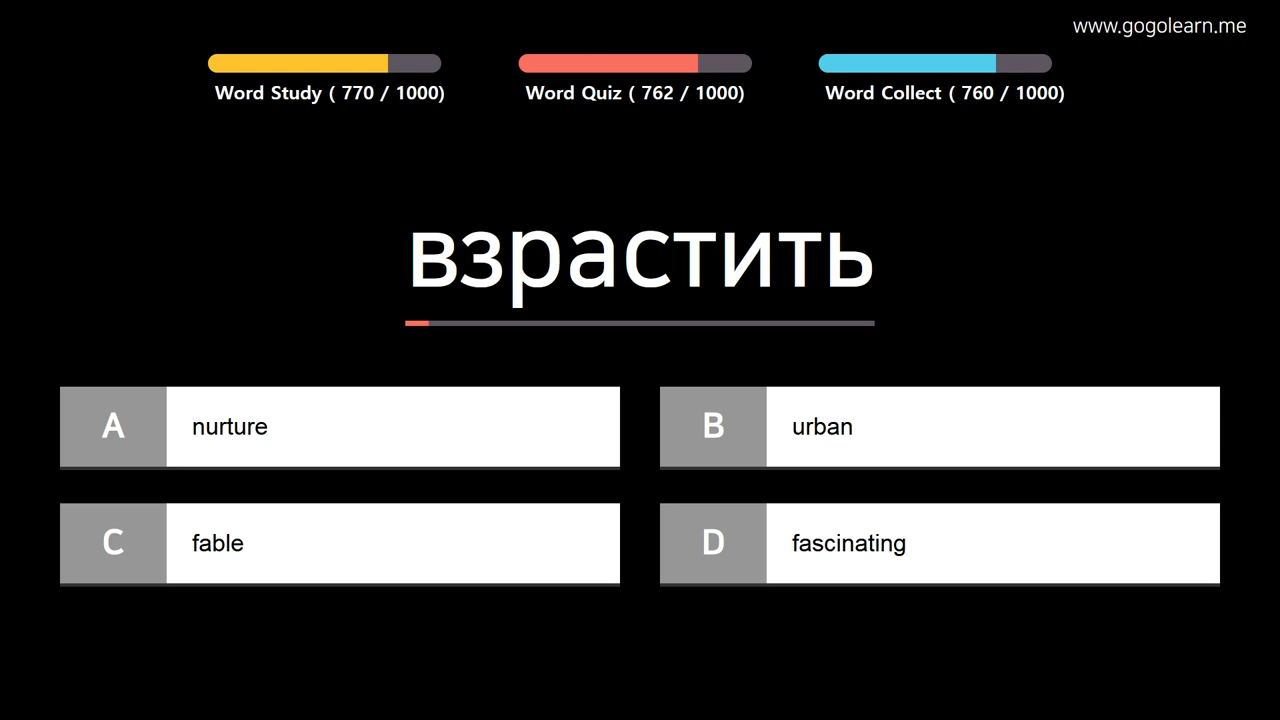 www.gogolearn.me
Word Study ( 770 / 1000)
Word Quiz ( 762 / 1000)
Word Collect ( 760 / 1000)
взрастить
A nurture
B urban
C fable
D fascinating